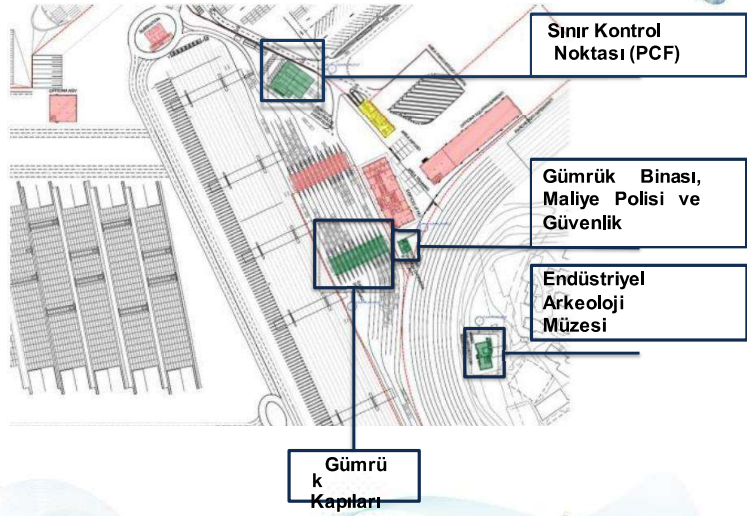 Sınır Kontrol
Noktası (PCF)
Gümrük Binası,
Maliye Polisi ve
Güvenlik
Endüstriyel
Arkeoloji
Müzesi
Gümrü
k
Kapıları